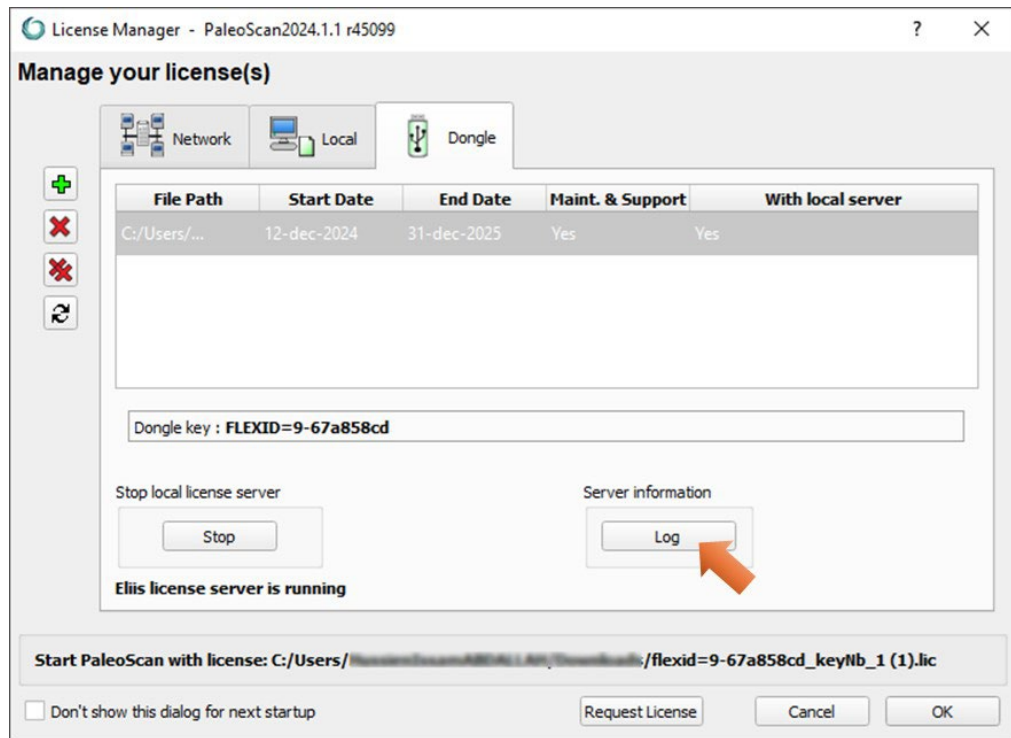 License Manager - PaleoScan2024.1.1 r45099
? X
Manage your license(s)
Network Local Dongle
File Path Start Date End Date Maint. & Support With local server
C:/Users/... 12-dec-2024 31-dec-2025 Yes Yes
Dongle key : FLEXID=9-67a858cd
Stop local license server Server information
Stop Log
Eliis license server is running
Start PaleoScan with license: C:/Users/ /flexid=9-67a858cd_keyNb_1 (1).lic
Don't show this dialog for next startup Request License Cancel OK